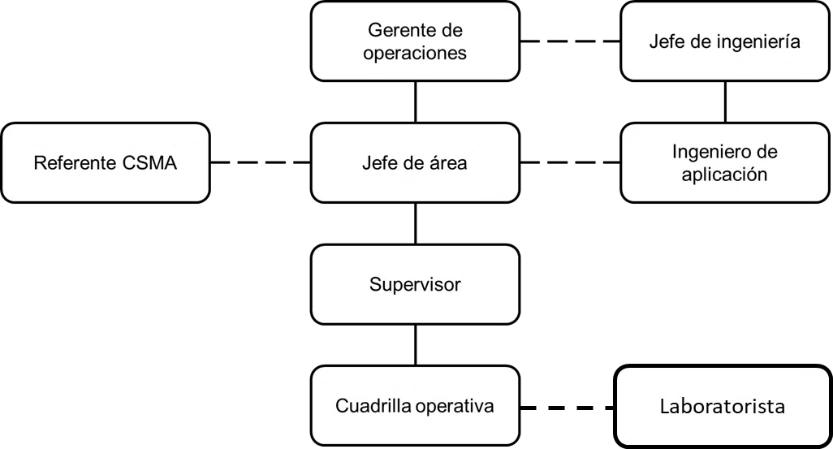 Gerente de
operaciones
Jefe de ingeniería
Referente CSMA
Jefe de área
Ingeniero de
aplicación
Supervisor
Cuadrilla operativa
Laboratorista